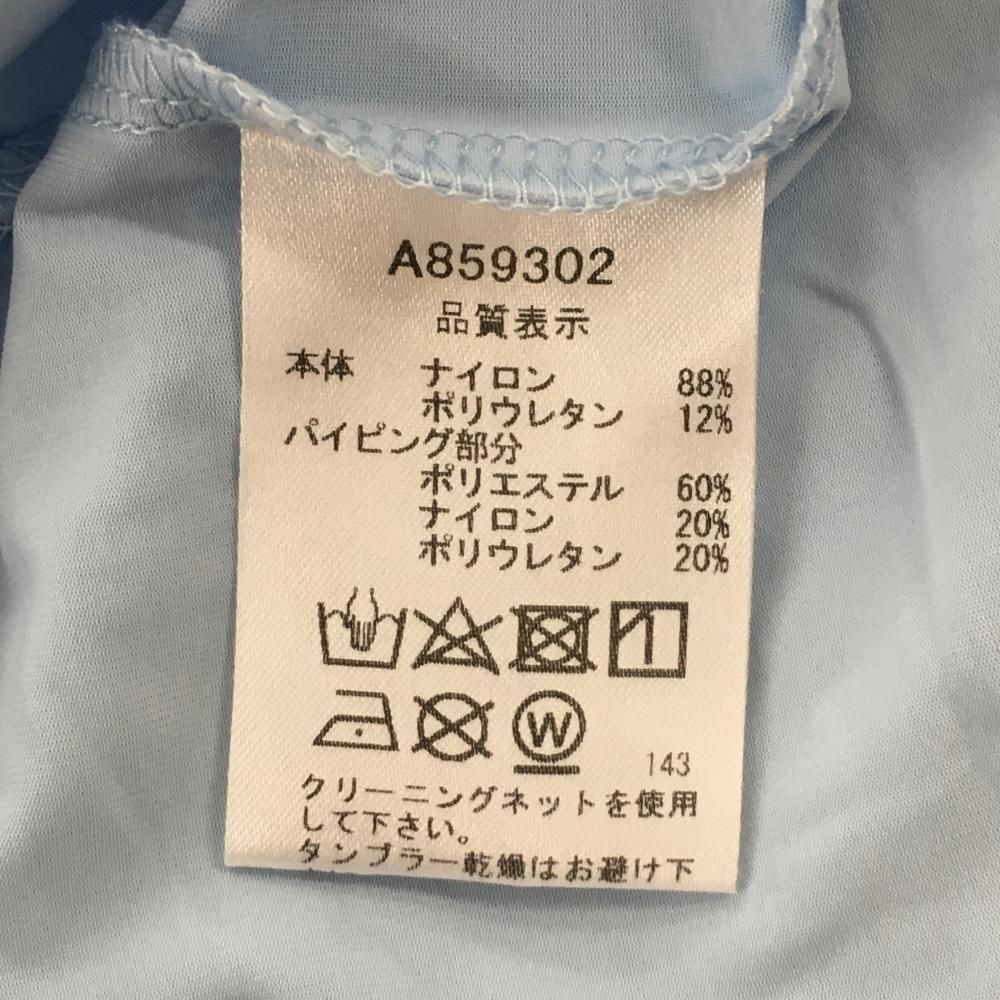 A859302
品質表示
本体 ナイロン 88%
ポリウレタン 12%
パイピング部分
ポリエステル 60%
ナイロン 20%
ポリウレタン 20%
W
143
クリーニングネットを使用
して下さい。
タンブラー乾燥はお避け下